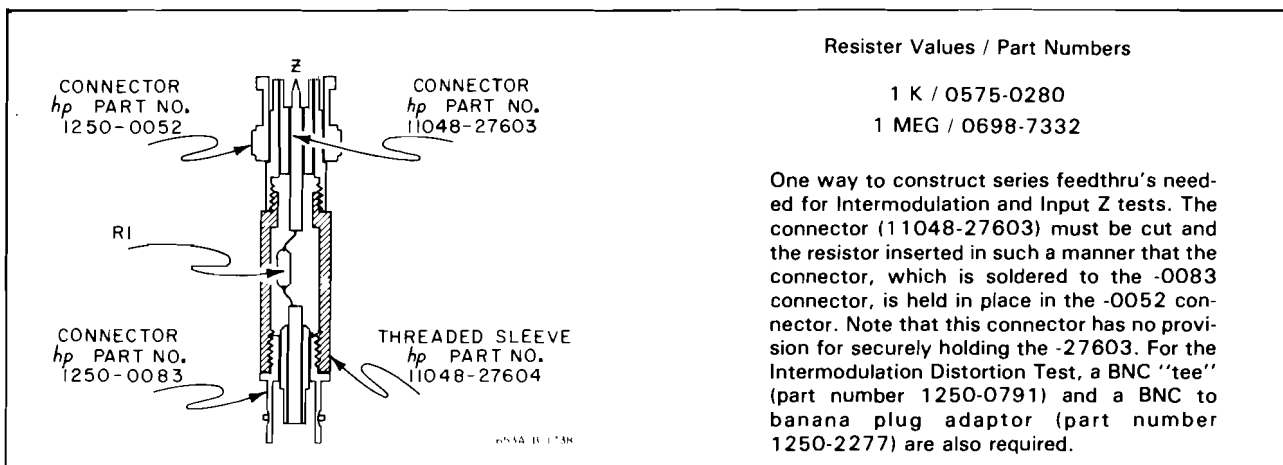 Z
CONNECTOR
hp PART NO.
1250-0052
CONNECTOR
hp PART NO.
11048-27603
R1
CONNECTOR
hp PART NO.
1250-0083
THREADED SLEEVE
hp PART NO.
11048-27604
Resister Values / Part Numbers
1 K / 0575-0280
1 MEG / 0698-7332
One way to construct series feedthru's need-
ed for Intermodulation and Input Z tests. The
connector (11048-27603) must be cut and
the resistor inserted in such a manner that the
connector, which is soldered to the -0083
connector, is held in place in the -0052 con-
nector. Note that this connector has no provi-
sion for securely holding the -27603. For the
Intermodulation Distortion Test, a BNC "tee"
(part number 1250-0791) and a BNC to
banana plug adaptor (part number
1250-2277) are also required.